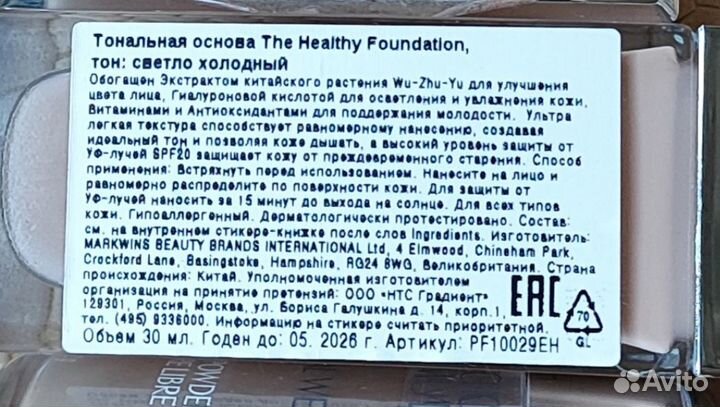 Тональная основа The Healthy Foundation,
тон: светло холодный
Обогащен Экстрактом китайского растения Wu-Zhu-Yu для улучшения
цвета лица, Гиалуроновой кислотой для осветления и увлажнения кожи,
Витаминами и Антиоксидантами для поддержания молодости. Ультра
легкая текстура способствует равномерному нанесению, создавая
идеальный тон и позволяя коже дышать, а высокий уровень защиты от
УФ-лучей SPF20 защищает кожу от преждевременного старения. Способ
применения: Встряхнуть перед использованием. Нанесите на лицо и
равномерно распределите по поверхности кожи. Для защиты от
УФ-лучей наносить за 15 минут до выхода на солнце. Для всех типов
кожи. Гипоаллергенный. Дерматологически протестировано. Состав:
см. на внутреннем стикере-книжке после слов Ingredients. Изготовитель:
MARKWINS BEAUTY BRANDS INTERNATIONAL Ltd, 4 Elmwood, Chineham Park,
Crockford Lane, Basingstoke, Hampshire, RG24 8WG, Великобритания. Страна
происхождения: Китай. Уполномоченная изготовителем
организация на принятие претензий: ООО «НТС Градиент»
129301, Россия, Москва, ул. Бориса Галушкина д. 14, корп.1,
тел. (495) 9336000. Информацию на стикере считать приоритетной.
Объем 30 мл. Годен до: 05. 2026 г. Артикул: PF10029EH
EAC
70
GL
OWDE
LIBRE
Avito